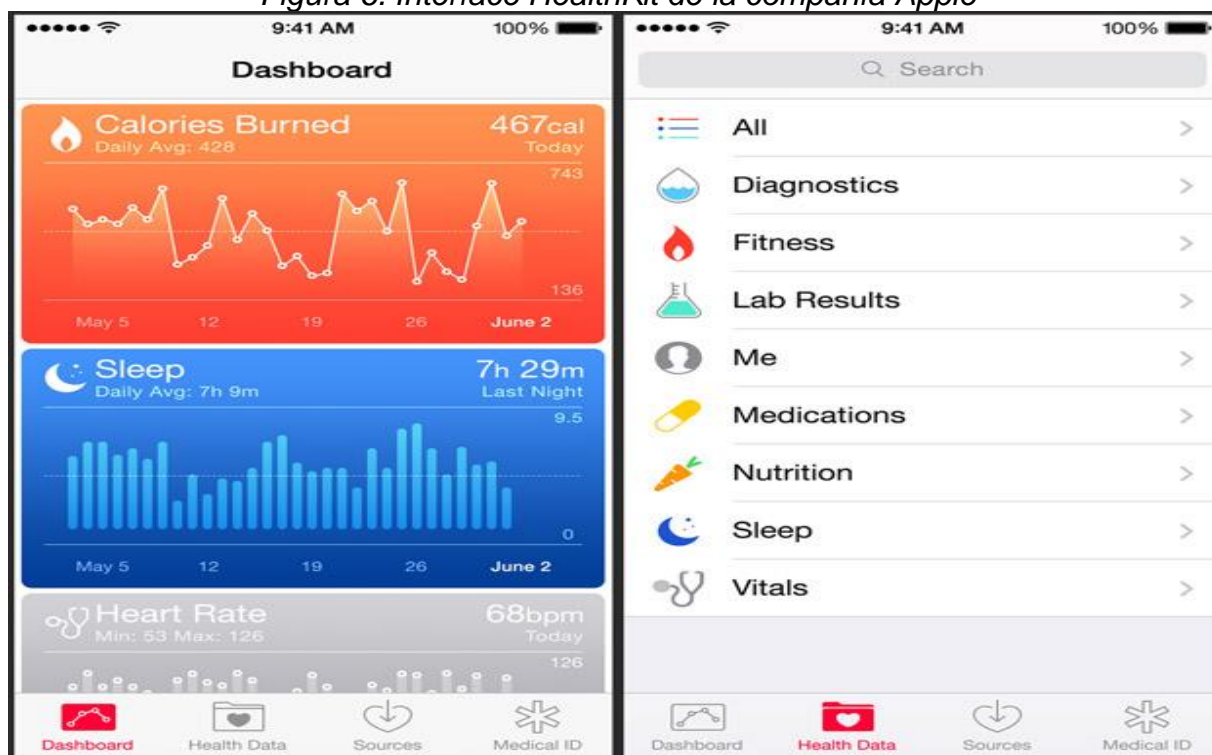 Figura 3. Interface HealthKit de la compañía Apple
9:41 AM 100%
Dashboard
Calories Burned 467cal
Daily Avg: 428 Today
743
136
May 5 12 19 26 June 2
Sleep 7h 29m
Daily Avg: 7h 9m Last Night
9.5
0
May 5 12 19 26 June 2
Heart Rate 68bpm
Min: 53 Max: 126 Today
126
Dashboard Health Data Sources Medical ID
9:41 AM 100%
Search
All
Diagnostics
Fitness
Lab Results
Me
Medications
Nutrition
Sleep
Vitals
Dashboard Health Data Sources Medical ID